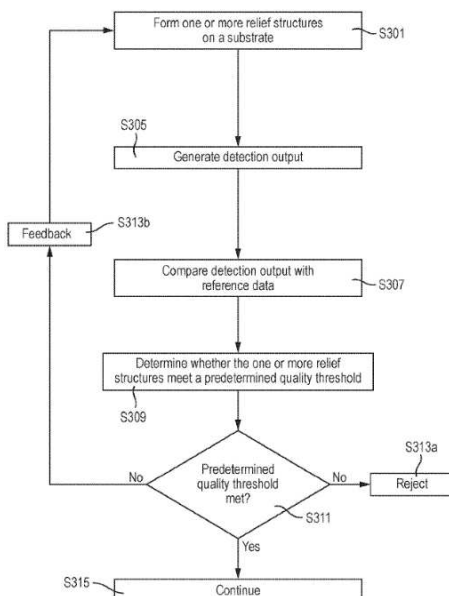 Form one or more relief structures
on a substrate
S301
S305
Generate detection output
Feedback
S313b
Compare detection output with
reference data
S307
Determine whether the one or more relief
structures meet a predetermined quality threshold
S309
No
Predetermined
quality threshold
met?
No
S313a
Reject
S311
Yes
S315
Continue